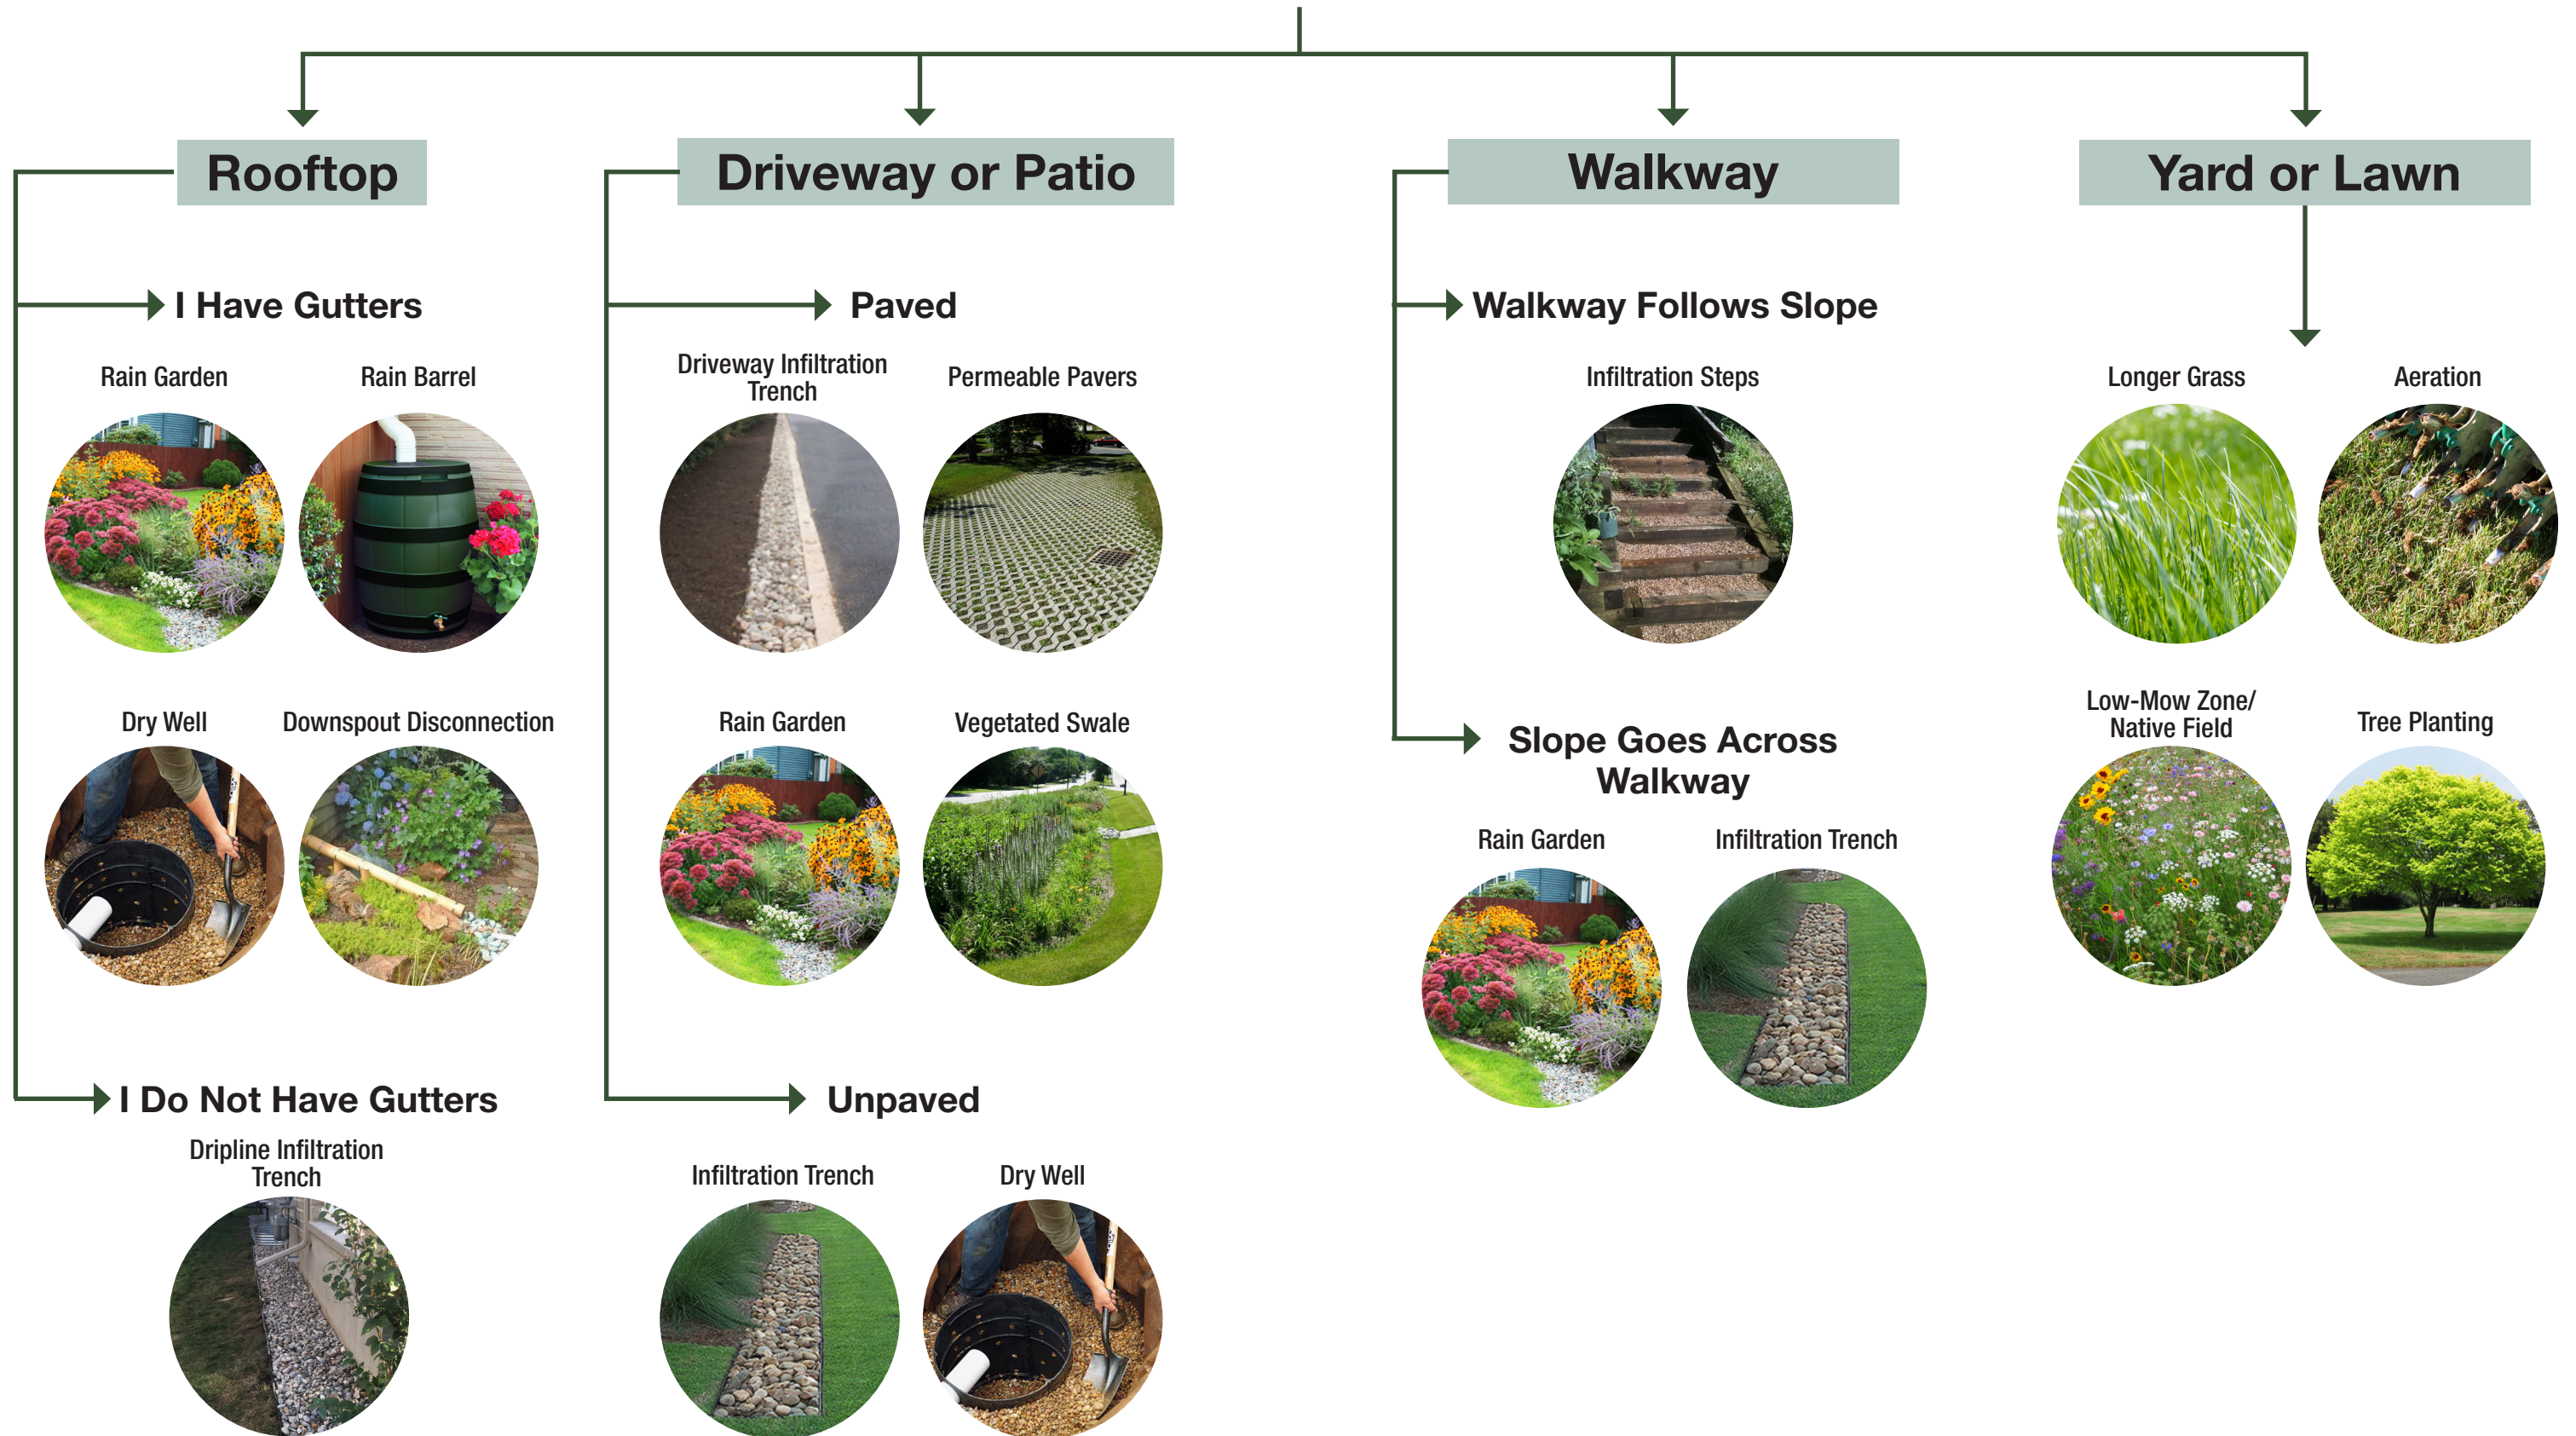 Rooftop
I Have Gutters
Rain Garden
Rain Barrel
Dry Well
Downspout Disconnection
I Do Not Have Gutters
Dripline Infiltration
Trench
Driveway or Patio
Paved
Driveway Infiltration
Trench
Permeable Pavers
Rain Garden
Vegetated Swale
Unpaved
Infiltration Trench
Dry Well
Walkway
Walkway Follows Slope
Infiltration Steps
Slope Goes Across
Walkway
Rain Garden
Infiltration Trench
Yard or Lawn
Longer Grass
Aeration
Low-Mow Zone/
Native Field
Tree Planting